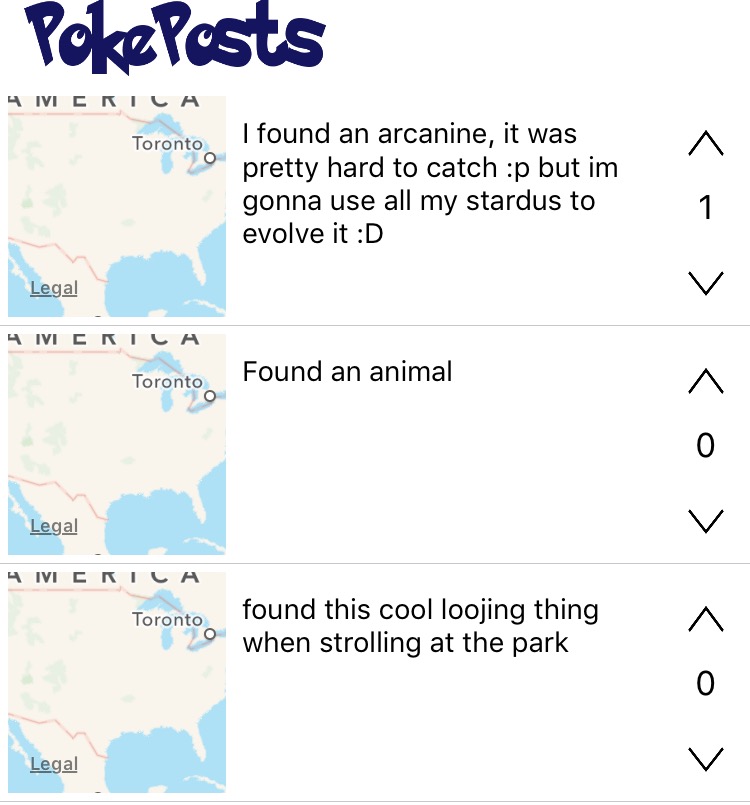 PokePosts
AMERICA
Toronto
Legal
I found an arcanine, it was
pretty hard to catch :p but im
gonna use all my stardus to
evolve it :D
1
AMERICA
Toronto
Legal
Found an animal
0
AMERICA
Toronto
Legal
found this cool loojing thing
when strolling at the park
0